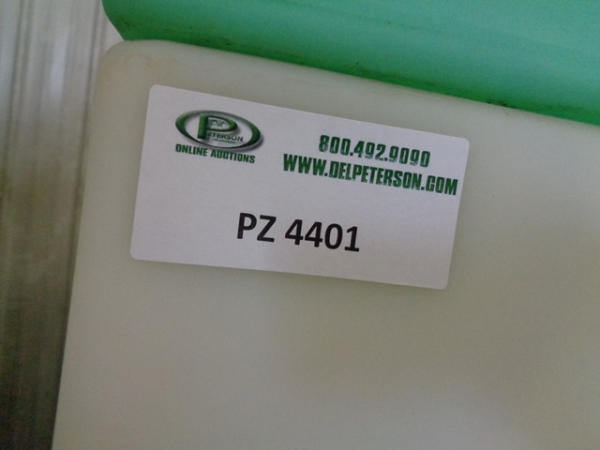 PETERSON
ONLINE AUCTIONS
800.492.9090
WWW.DELPETERSON.COM
PZ 4401